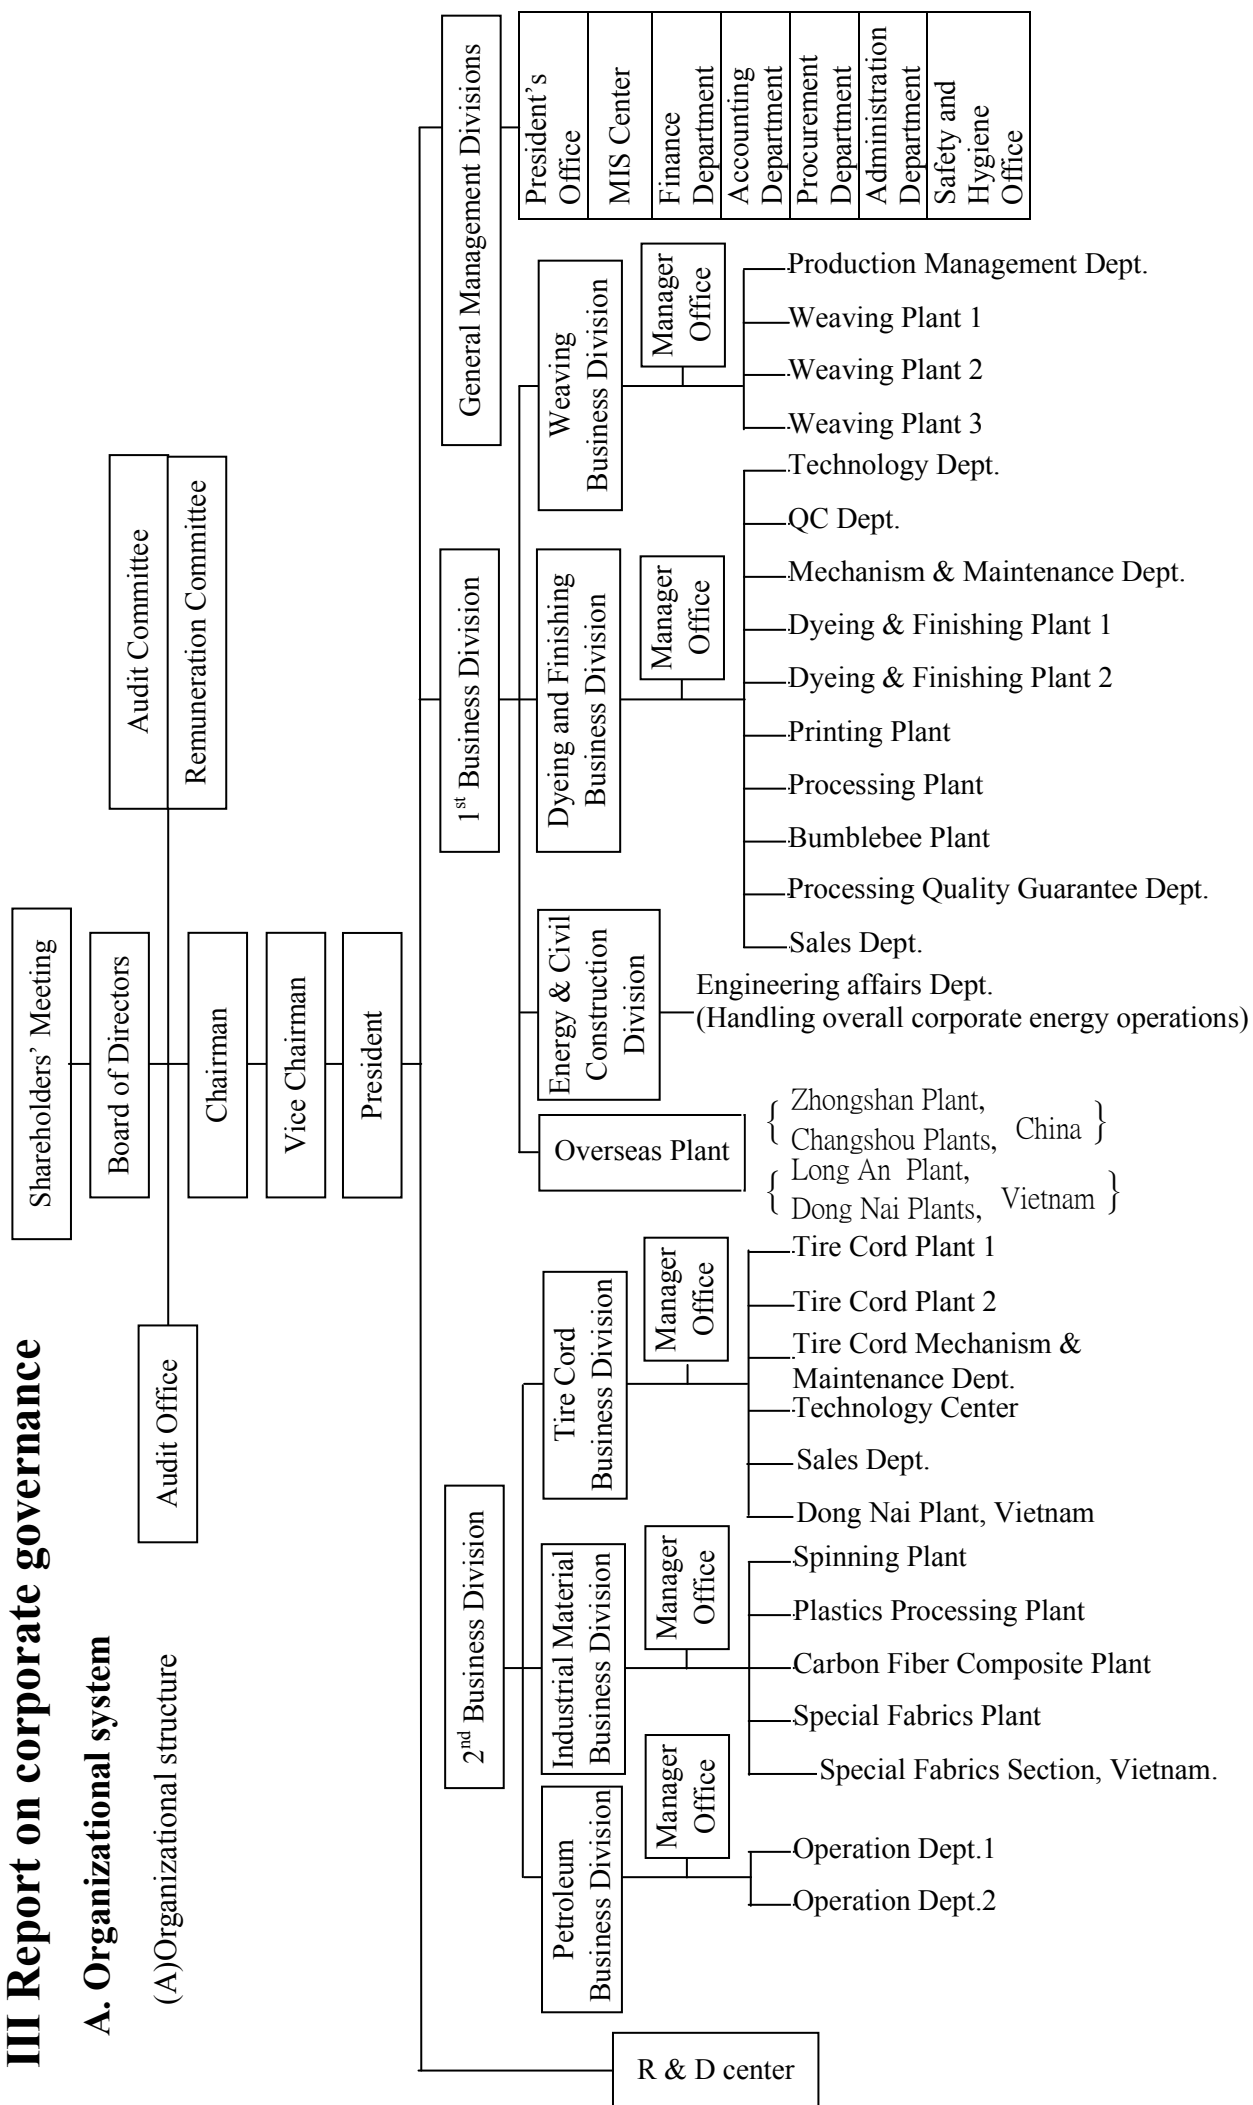 III Report on corporate governance
A. Organizational system
(A)Organizational structure
Shareholders’ Meeting
Board of Directors
Audit Committee
Remuneration Committee
Audit Office
Chairman
Vice Chairman
President
General Management Divisions
President’s
Office
MIS Center
Finance
Department
Accounting
Department
Procurement
Department
Administration
Department
Safety and
Hygiene
Office
1st Business Division
Weaving
Business Division
Manager
Office
Production Management Dept.
Weaving Plant 1
Weaving Plant 2
Weaving Plant 3
Dyeing and Finishing
Business Division
Manager
Office
Technology Dept.
QC Dept.
Mechanism & Maintenance Dept.
Dyeing & Finishing Plant 1
Dyeing & Finishing Plant 2
Printing Plant
Processing Plant
Bumblebee Plant
Processing Quality Guarantee Dept.
Sales Dept.
Energy & Civil
Construction
Division
Engineering affairs Dept.
(Handling overall corporate energy operations)
Overseas Plant
{ Zhongshan Plant,
Changshou Plants, China }
{ Long An Plant,
Dong Nai Plants, Vietnam }
2nd Business Division
Tire Cord
Business Division
Manager
Office
Tire Cord Plant 1
Tire Cord Plant 2
Tire Cord Mechanism &
Maintenance Dept.
Technology Center
Sales Dept.
Dong Nai Plant, Vietnam
Industrial Material
Business Division
Manager
Office
Spinning Plant
Plastics Processing Plant
Carbon Fiber Composite Plant
Special Fabrics Plant
Special Fabrics Section, Vietnam.
Petroleum
Business Division
Manager
Office
Operation Dept.1
Operation Dept.2
R & D center